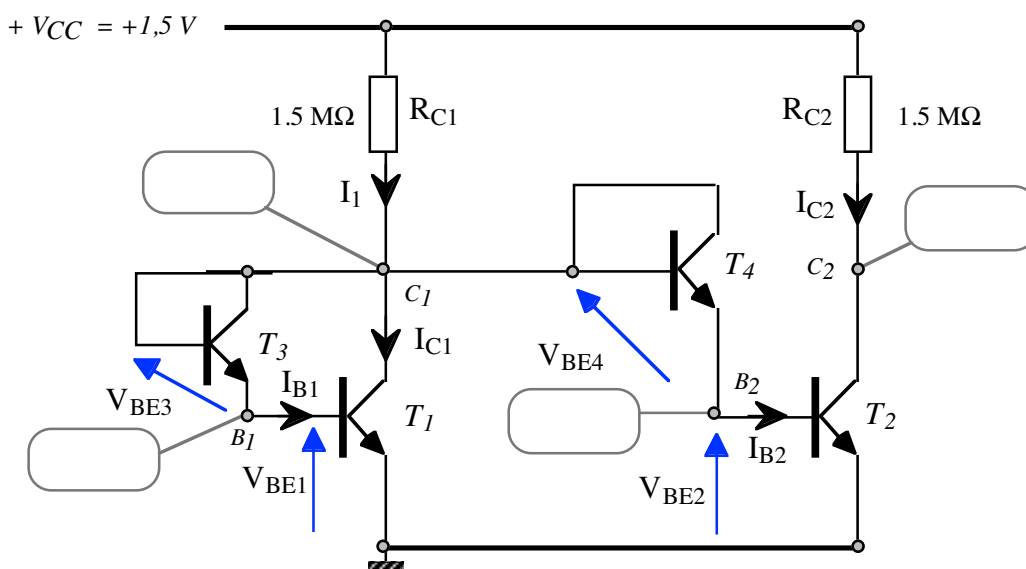 + VCC = +1,5 V
1.5 MΩ
RC1
RC2
1.5 MΩ
I1
IC2
T4
C2
C1
T3
IC1
VBE4
VBE3
IB1
B1
T1
B2
T2
IB2
VBE1
VBE2